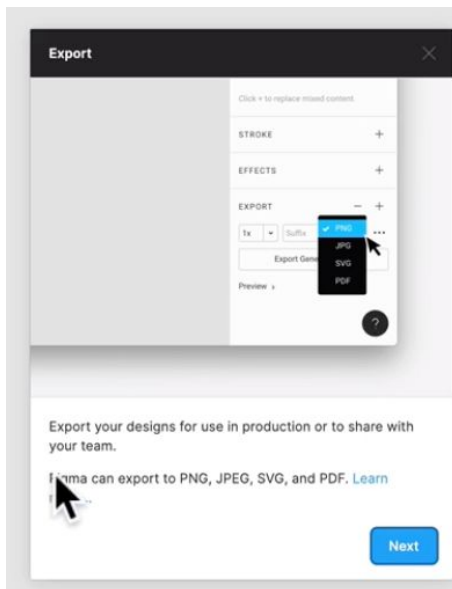 Export
Click + to replace mixed content.
STROKE
EFFECTS
EXPORT
1x Suffix PNG
JPG
Export
SVG
Preview
PDF
?
Export your designs for use in production or to share with
your team.
Figma can export to PNG, JPEG, SVG, and PDF. Learn
Next